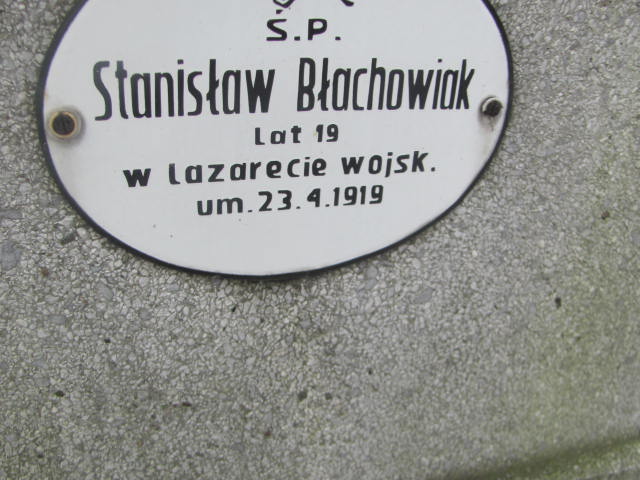 Ś.P.
Stanisław Błachowiak
Lat 19
w Lazarecie wojsk.
um. 23.4.1919